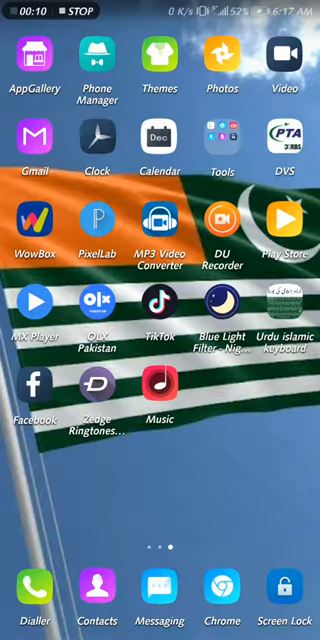 00:10 STOP 0 K/s 52% 6:17 AM
AppGallery
Phone
Manager
Themes
Photos
Video
Dec
PTA
DIRBS
Gmail
Clock
Calendar
Tools
DVS
WowBox
PixelLab
MP3 Video
Converter
DU
Recorder
Play Store
OLX
MX Player
OLX
Pakistan
TikTok
Blue Light
Filter - Nig...
Urdu islamic
keyboard
Facebook
Zedge
Ringtones...
Music
Dialler
Contacts
Messaging
Chrome
Screen Lock